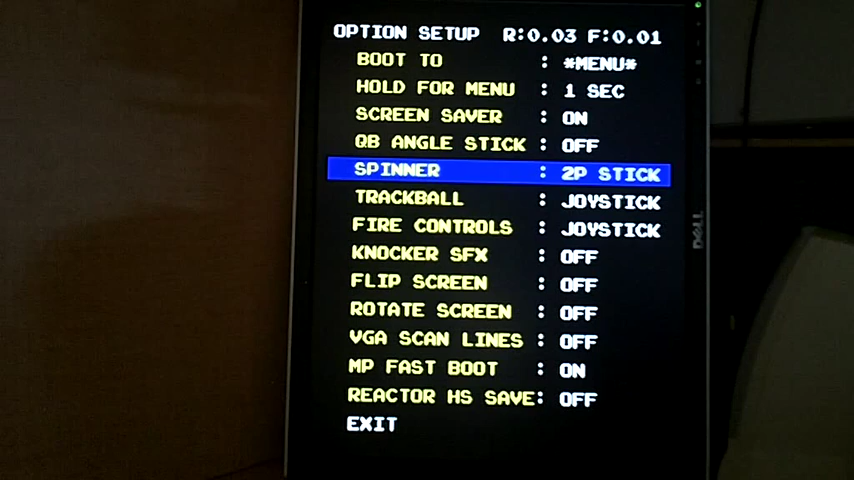 OPTION SETUP R:0.03 F:0.01
BOOT TO : *MENU*
HOLD FOR MENU : 1 SEC
SCREEN SAVER : ON
QB ANGLE STICK : OFF
SPINNER : 2P STICK
TRACKBALL : JOYSTICK
FIRE CONTROLS : JOYSTICK
KNOCKER SFX : OFF
FLIP SCREEN : OFF
ROTATE SCREEN : OFF
VGA SCAN LINES : OFF
MP FAST BOOT : ON
REACTOR HS SAVE: OFF
EXIT
DELL